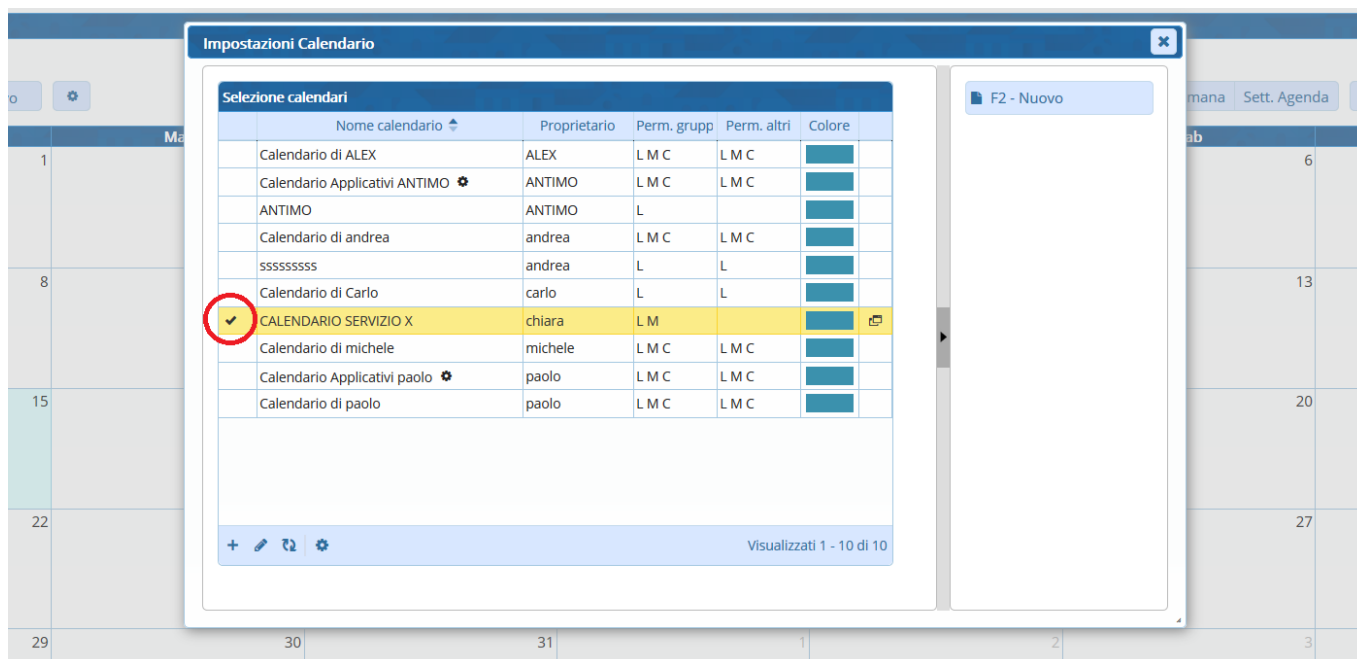 Impostazioni Calendario
Selezione calendari
Nome calendario Proprietario Perm. grupp Perm. altri Colore
Calendario di ALEX ALEX L M C L M C
Calendario Applicativi ANTIMO ANTIMO L M C L M C
ANTIMO ANTIMO L
Calendario di andrea andrea L M C L M C
sssssssss andrea L L
Calendario di Carlo carlo L L
CALENDARIO SERVIZIO X chiara L M
Calendario di michele michele L M C L M C
Calendario Applicativi paolo paolo L M C L M C
Calendario di paolo paolo L M C L M C
Visualizzati 1 - 10 di 10
F2 - Nuovo
vo
mana Sett. Agenda
Ma
ab
1 6
8 13
15 20
22 27
29 30 31 1 2 3